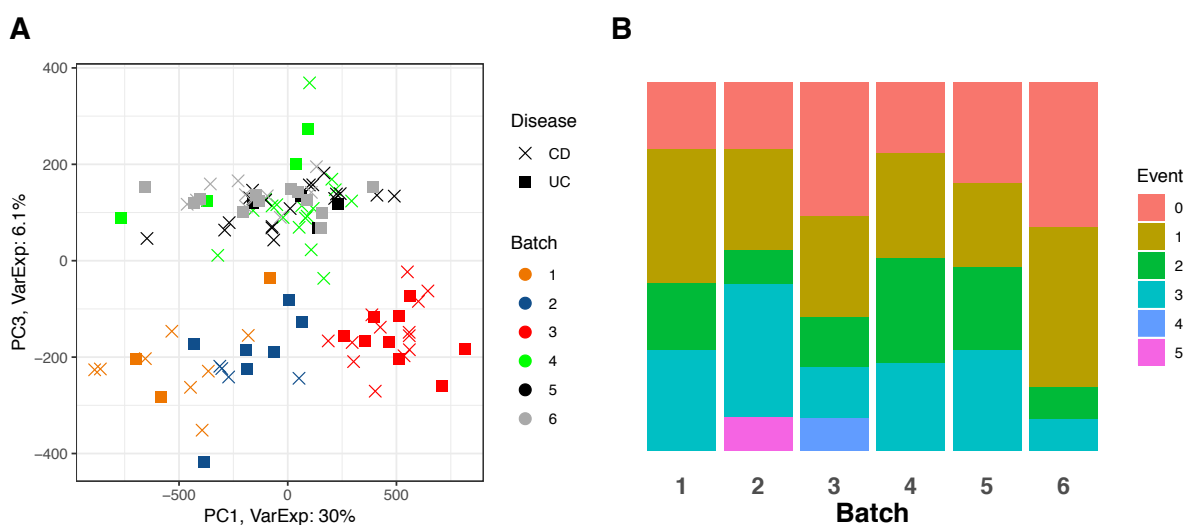 A
B
400
200
0
−200
−400
PC3, VarExp: 6.1%
−500
0
500
PC1, VarExp: 30%
Disease
CD
UC
Batch
1
2
3
4
5
6
1 2 3 4 5 6
Batch
Event
0
1
2
3
4
5